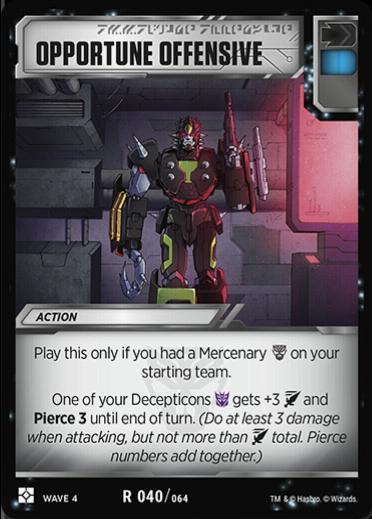 OPPORTUNE OFFENSIVE
ACTION
Play this only if you had a Mercenary on your
starting team.
One of your Decepticons gets +3 and
Pierce 3 until end of turn. (Do at least 3 damage
when attacking, but not more than total. Pierce
numbers add together.)
WAVE 4 R 040/064 TM & © Hasbro. © Wizards.